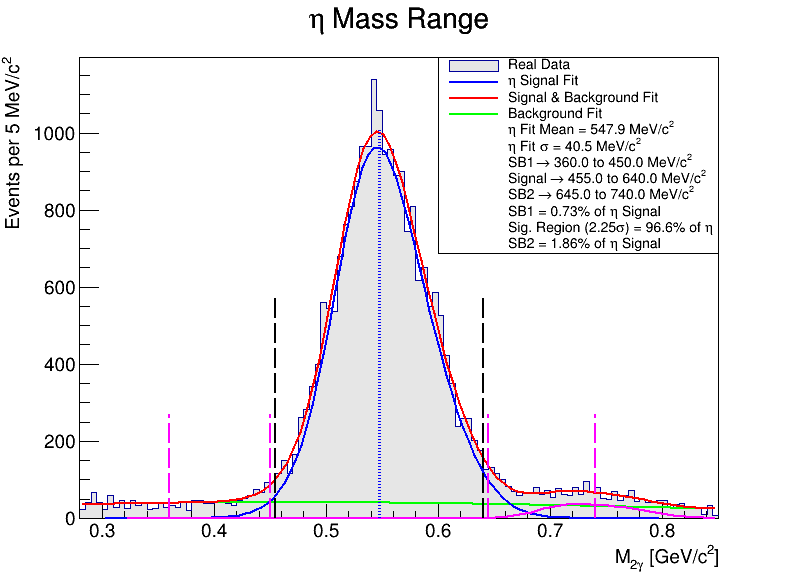 η Mass Range
Events per 5 MeV/c²
Real Data
η Signal Fit
Signal & Background Fit
Background Fit
η Fit Mean = 547.9 MeV/c²
η Fit σ = 40.5 MeV/c²
SB1 → 360.0 to 450.0 MeV/c²
Signal → 455.0 to 640.0 MeV/c²
SB2 → 645.0 to 740.0 MeV/c²
SB1 = 0.73% of η Signal
Sig. Region (2.25σ) = 96.6% of η
SB2 = 1.86% of η Signal
1000
800
600
400
200
0
0.3 0.4 0.5 0.6 0.7 0.8
M₂γ [GeV/c²]